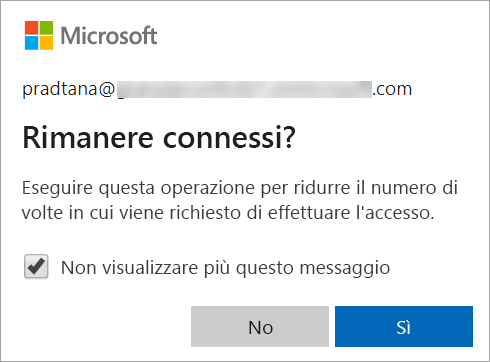 Microsoft
pradtana@ .com
Rimanere connessi?
Eseguire questa operazione per ridurre il numero di
volte in cui viene richiesto di effettuare l'accesso.
Non visualizzare più questo messaggio
No Sì